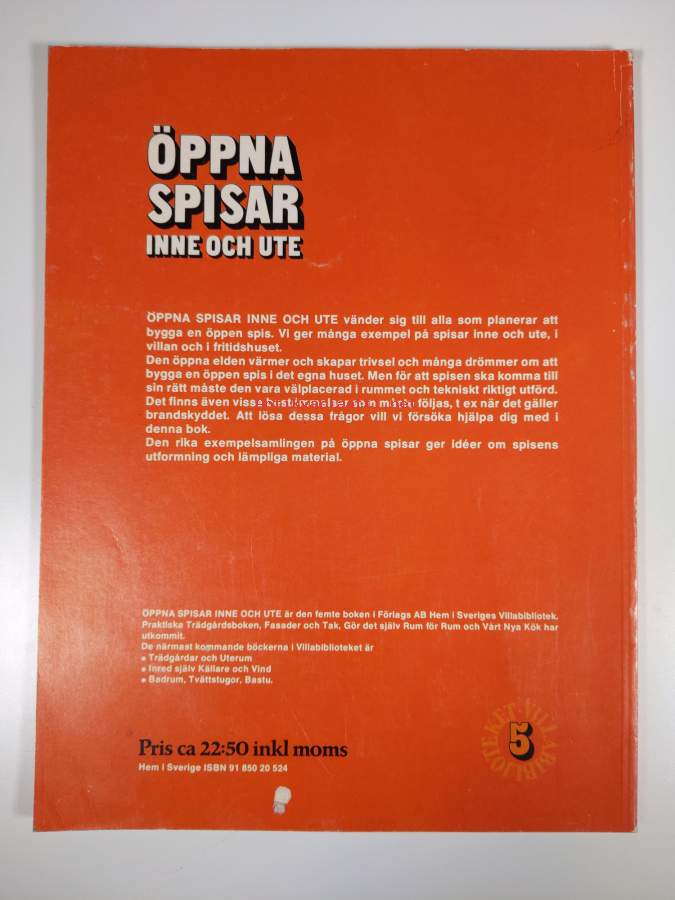 ÖPPNA
SPISAR
INNE OCH UTE
ÖPPNA SPISAR INNE OCH UTE vänder sig till alla som planerar att
bygga en öppen spis. Vi ger många exempel på spisar inne och ute, i
villan och i fritidshuset.
Den öppna elden värmer och skapar trivsel och många drömmer om att
bygga en öppen spis i det egna huset. Men för att spisen ska komma till
sin rätt måste den vara välplacerad i rummet och tekniskt riktigt utförd.
Det finns även vissa bestämmelser som måste följas, t ex när det gäller
brandskyddet. Att lösa dessa frågor vill vi försöka hjälpa dig med i
denna bok.
Den rika exempelsamlingen på öppna spisar ger idéer om spisens
utformning och lämpliga material.
ÖPPNA SPISAR INNE OCH UTE är den femte boken i Förlags AB Hem i Sveriges Villabibliotek.
Praktiska Trädgårdsboken, Fasader och Tak, Gör det själv Rum för Rum och Vårt Nya Kök har
utkommit.
De närmast kommande böckerna i Villabiblioteket är
• Trädgårdar och Uterum
• Inred själv Källare och Vind
• Badrum, Tvättstugor, Bastu.
VILLABIBLIOTEKET
5
Pris ca 22:50 inkl moms
Hem i Sverige ISBN 91 850 20 524